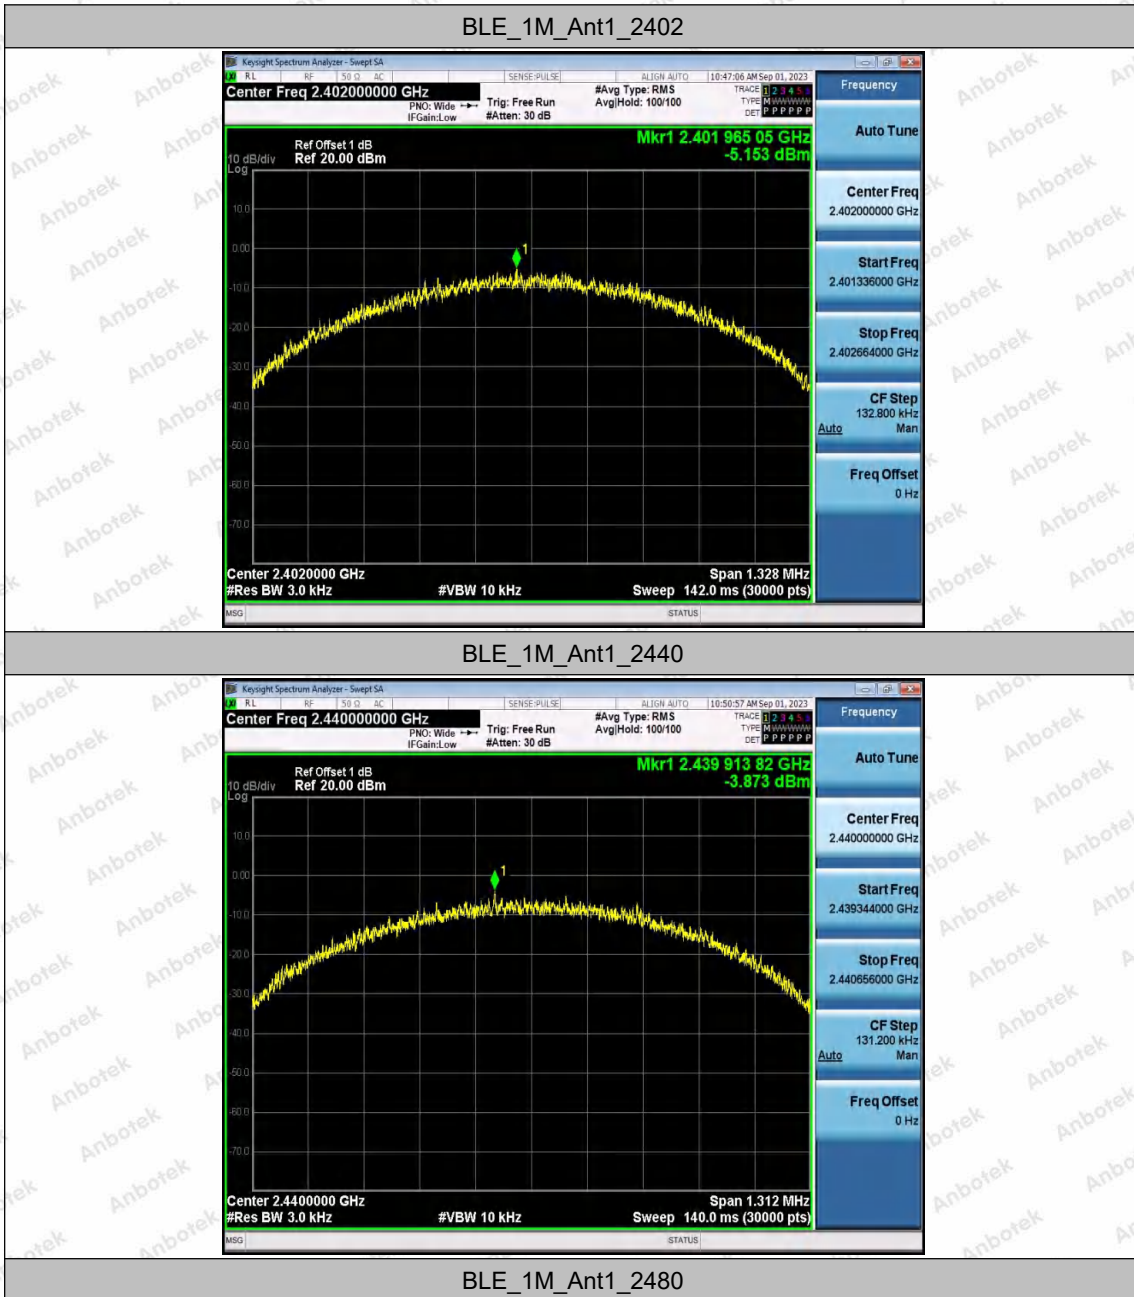 BLE_1M_Ant1_2402
Keysight Spectrum Analyzer - Swept SA
RL RF 50 Ω AC SENSE:PULSE ALIGN AUTO 10:47:06 AM Sep 01, 2023
Center Freq 2.402000000 GHz
PNO: Wide
IFGain:Low
Trig: Free Run
#Atten: 30 dB
#Avg Type: RMS
Avg|Hold: 100/100
TRACE 1 2 3 4 5 6
TYPE M WWWWW
DET P P P P P P
Frequency
Ref Offset 1 dB
10 dB/div Ref 20.00 dBm
Log
Mkr1 2.401 965 05 GHz
-5.153 dBm
10.0
0.00
-10.0
-20.0
-30.0
-40.0
-50.0
-60.0
-70.0
1
Center 2.4020000 GHz
#Res BW 3.0 kHz
#VBW 10 kHz
Span 1.328 MHz
Sweep 142.0 ms (30000 pts)
MSG STATUS
Auto Tune
Center Freq
2.402000000 GHz
Start Freq
2.401336000 GHz
Stop Freq
2.402664000 GHz
CF Step
132.800 kHz
Auto Man
Freq Offset
0 Hz
BLE_1M_Ant1_2440
Keysight Spectrum Analyzer - Swept SA
RL RF 50 Ω AC SENSE:PULSE ALIGN AUTO 10:50:57 AM Sep 01, 2023
Center Freq 2.440000000 GHz
PNO: Wide
IFGain:Low
Trig: Free Run
#Atten: 30 dB
#Avg Type: RMS
Avg|Hold: 100/100
TRACE 1 2 3 4 5 6
TYPE M WWWWW
DET P P P P P P
Frequency
Ref Offset 1 dB
10 dB/div Ref 20.00 dBm
Log
Mkr1 2.439 913 82 GHz
-3.873 dBm
10.0
0.00
-10.0
-20.0
-30.0
-40.0
-50.0
-60.0
-70.0
1
Center 2.4400000 GHz
#Res BW 3.0 kHz
#VBW 10 kHz
Span 1.312 MHz
Sweep 140.0 ms (30000 pts)
MSG STATUS
Auto Tune
Center Freq
2.440000000 GHz
Start Freq
2.439344000 GHz
Stop Freq
2.440656000 GHz
CF Step
131.200 kHz
Auto Man
Freq Offset
0 Hz
BLE_1M_Ant1_2480
Anbotek